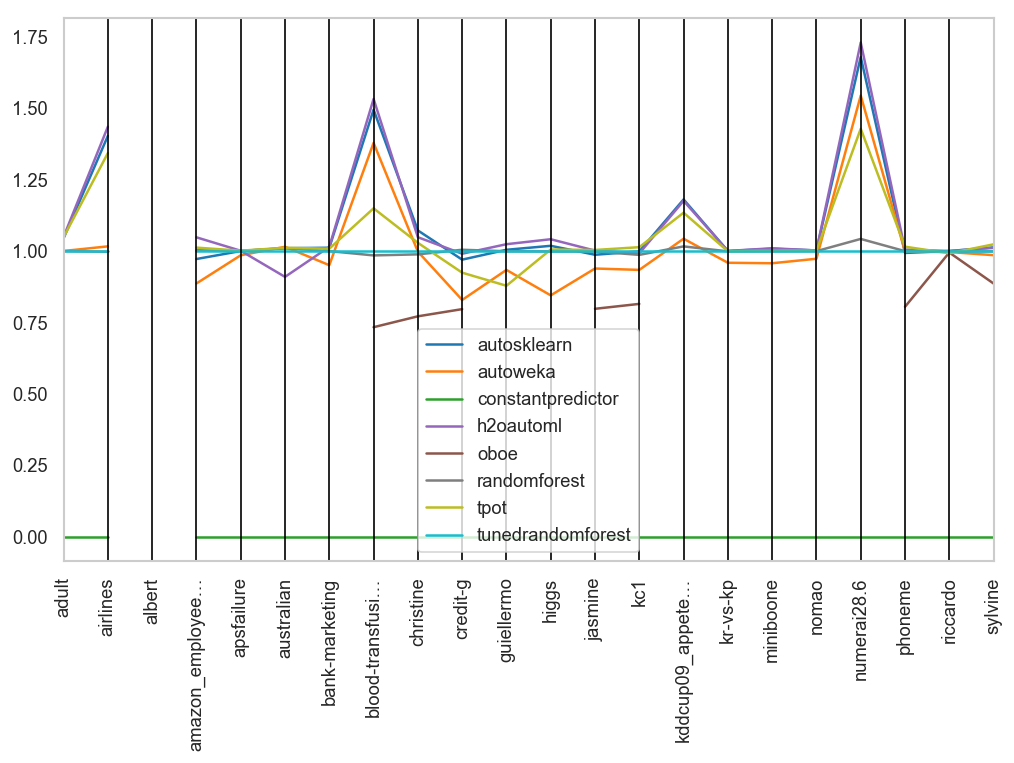 1.75
1.50
1.25
1.00
0.75
0.50
0.25
0.00
autosklearn
autoweka
constantpredictor
h2oautoml
oboe
randomforest
tpot
tunedrandomforest
adult
airlines
albert
amazon_employee...
apsfailure
australian
bank-marketing
blood-transfusi...
christine
credit-g
guiellermo
higgs
jasmine
kc1
kddcup09_appete...
kr-vs-kp
miniboone
nomao
numerai28.6
phoneme
riccardo
sylvine